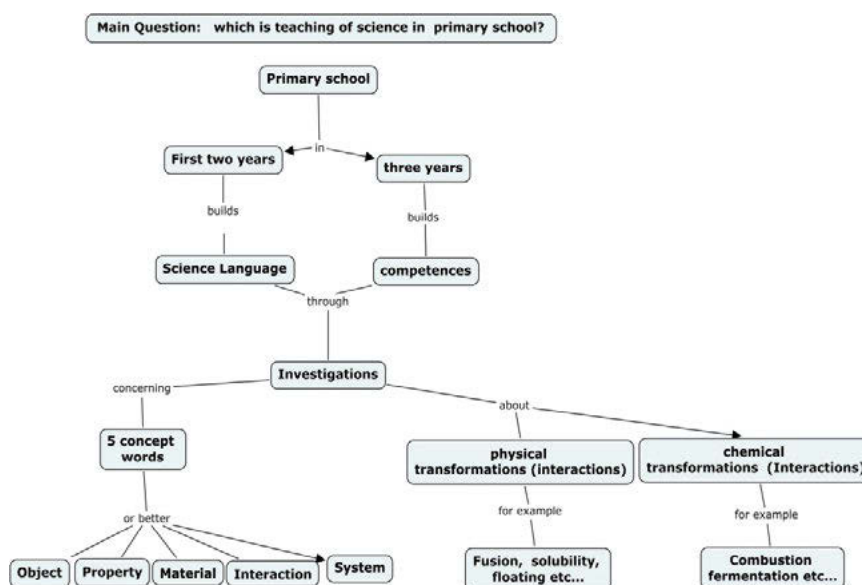 Main Question: which is teaching of science in primary school?
Primary school
in
First two years
three years
builds
builds
Science Language
competences
through
Investigations
concerning
about
5 concept
words
physical
transformations (interactions)
chemical
transformations (Interactions)
or better
for example
for example
Object
Property
Material
Interaction
System
Fusion, solubility,
floating etc...
Combustion
fermentation etc...